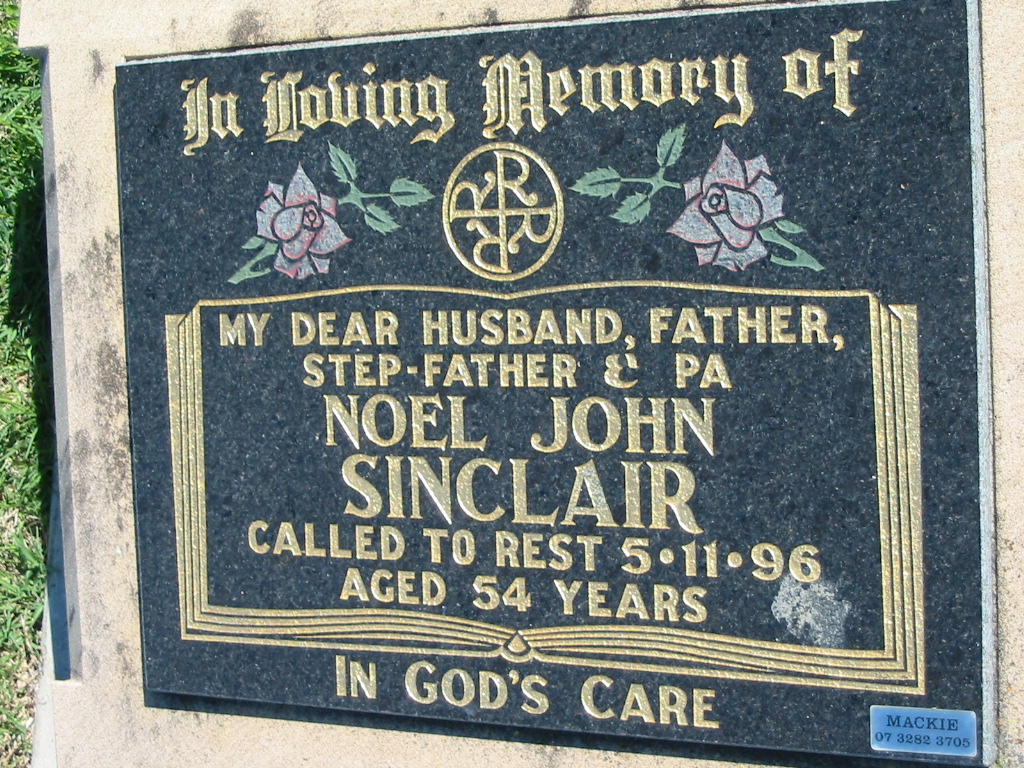 In Loving Memory of
R R R R
MY DEAR HUSBAND, FATHER,
STEP-FATHER & PA
NOEL JOHN
SINCLAIR
CALLED TO REST 5•11•96
AGED 54 YEARS
IN GOD'S CARE
MACKIE
07 3282 3705